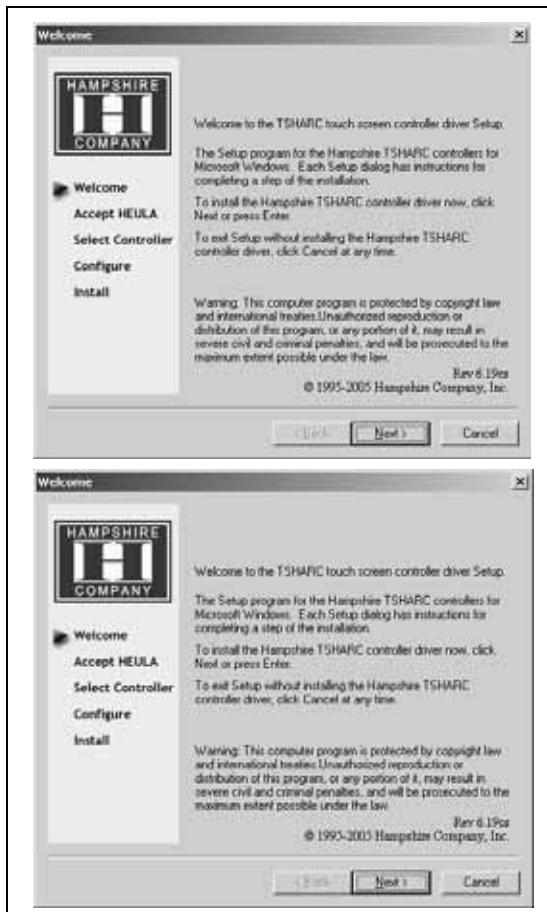 Welcome
HAMPSHIRE
COMPANY
Welcome
Accept HEULA
Select Controller
Configure
Install
Welcome to the TSHARC touch screen controller driver Setup.
The Setup program for the Hampshire TSHARC controllers for
Microsoft Windows. Each Setup dialog has instructions for
completing a step of the installation.
To install the Hampshire TSHARC controller driver now, click
Next or press Enter.
To exit Setup without installing the Hampshire TSHARC
controller driver, click Cancel at any time.
Warning: This computer program is protected by copyright law
and international treaties.Unauthorized reproduction or
distribution of this program, or any portion of it, may result in
severe civil and criminal penalties, and will be prosecuted to the
maximum extent possible under the law.
Rev 6.19es
© 1995-2005 Hampshire Company, Inc.
< Back
Next >
Cancel
Welcome
HAMPSHIRE
COMPANY
Welcome
Accept HEULA
Select Controller
Configure
Install
Welcome to the TSHARC touch screen controller driver Setup.
The Setup program for the Hampshire TSHARC controllers for
Microsoft Windows. Each Setup dialog has instructions for
completing a step of the installation.
To install the Hampshire TSHARC controller driver now, click
Next or press Enter.
To exit Setup without installing the Hampshire TSHARC
controller driver, click Cancel at any time.
Warning: This computer program is protected by copyright law
and international treaties.Unauthorized reproduction or
distribution of this program, or any portion of it, may result in
severe civil and criminal penalties, and will be prosecuted to the
maximum extent possible under the law.
Rev 6.19es
© 1995-2005 Hampshire Company, Inc.
< Back
Next >
Cancel